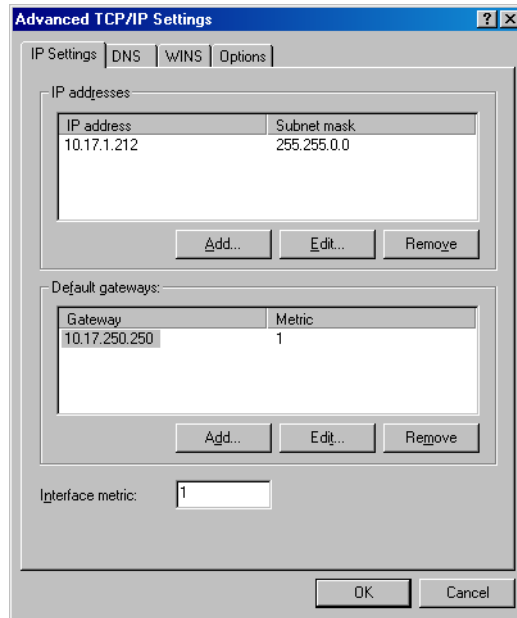 Advanced TCP/IP Settings
IP Settings DNS WINS Options
IP addresses
IP address Subnet mask
10.17.1.212 255.255.0.0
Add... Edit... Remove
Default gateways:
Gateway Metric
10.17.250.250 1
Add... Edit... Remove
Interface metric: 1
OK Cancel